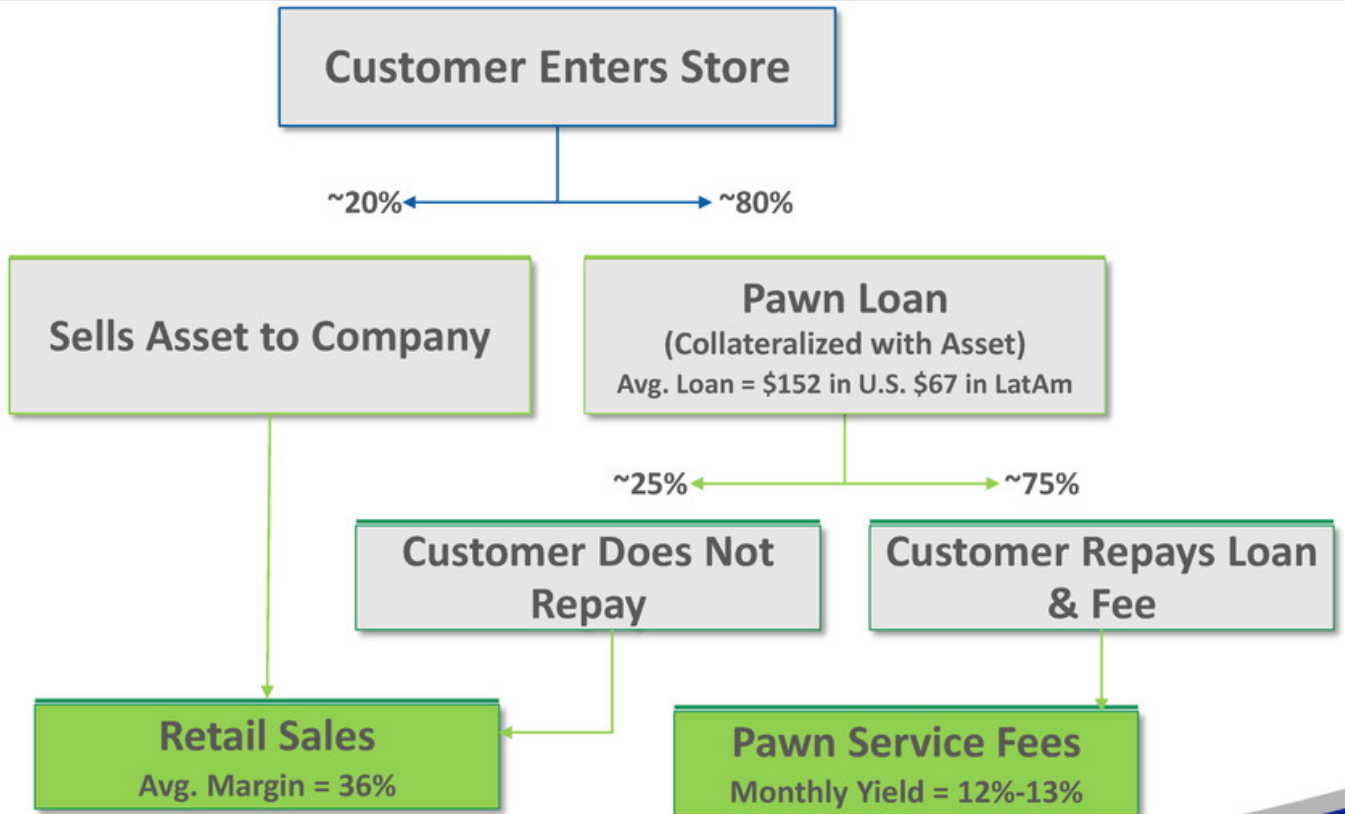 Customer Enters Store
~20%
~80%
Sells Asset to Company
Pawn Loan
(Collateralized with Asset)
Avg. Loan = $152 in U.S. $67 in LatAm
~25%
~75%
Customer Does Not
Repay
Customer Repays Loan
& Fee
Retail Sales
Avg. Margin = 36%
Pawn Service Fees
Monthly Yield = 12%-13%